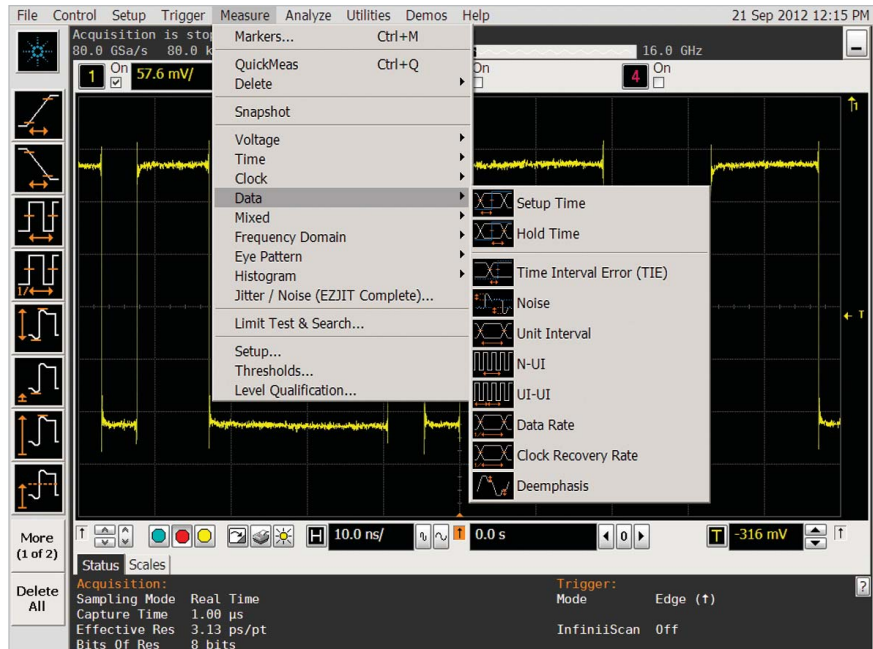 File Control Setup Trigger Measure Analyze Utilities Demos Help 21 Sep 2012 12:15 PM
Acquisition is stop
80.0 GSa/s 80.0 k
16.0 GHz
1 On 57.6 mV/
On
4 On
Markers... Ctrl+M
QuickMeas Ctrl+Q
Delete
Snapshot
Voltage
Time
Clock
Data
Mixed
Frequency Domain
Eye Pattern
Histogram
Jitter / Noise (EZJIT Complete)...
Limit Test & Search...
Setup...
Thresholds...
Level Qualification...
Setup Time
Hold Time
Time Interval Error (TIE)
Noise
Unit Interval
N-UI
UI-UI
Data Rate
Clock Recovery Rate
Deemphasis
1
T
1/
More
(1 of 2)
Delete
All
H 10.0 ns/
0.0 s
0
T -316 mV
Status Scales
Acquisition:
Sampling Mode Real Time
Capture Time 1.00 µs
Effective Res 3.13 ps/pt
Bits Of Res 8 bits
Trigger:
Mode Edge (↑)
InfiniiScan Off
?